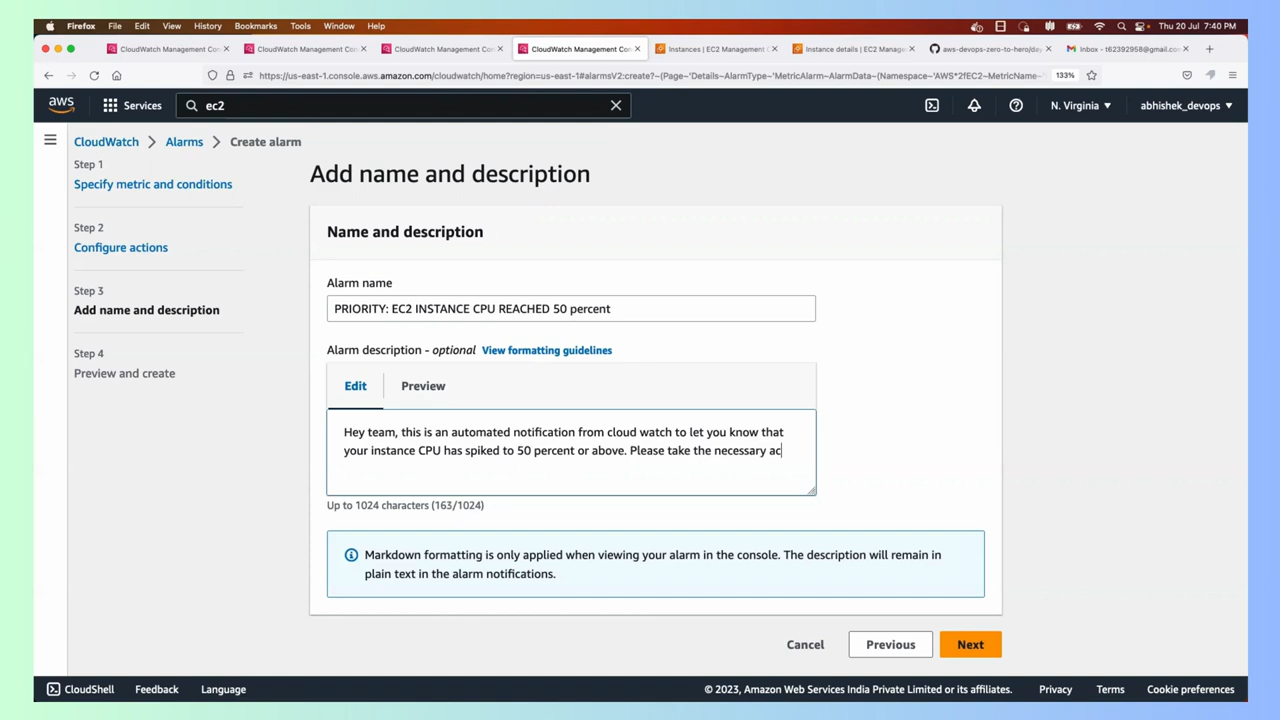 Firefox File Edit View History Bookmarks Tools Window Help Thu 20 Jul 7:40 PM
CloudWatch Management Con CloudWatch Management Con CloudWatch Management Con CloudWatch Management Con Instances | EC2 Management C Instance details | EC2 Manage aws-devops-zero-to-hero/day Inbox - t62392958@gmail.co
https://us-east-1.console.aws.amazon.com/cloudwatch/home?region=us-east-1#alarmsV2:create?~(Page~'Details~AlarmType~'MetricAlarm~AlarmData~(Namespace~'AWS*2fEC2~MetricName~' 133%
aws Services ec2 N. Virginia abhishek_devops
CloudWatch Alarms Create alarm
Step 1
Specify metric and conditions
Step 2
Configure actions
Step 3
Add name and description
Step 4
Preview and create
Add name and description
Name and description
Alarm name
PRIORITY: EC2 INSTANCE CPU REACHED 50 percent
Alarm description - optional View formatting guidelines
Edit Preview
Hey team, this is an automated notification from cloud watch to let you know that
your instance CPU has spiked to 50 percent or above. Please take the necessary ac
Up to 1024 characters (163/1024)
Markdown formatting is only applied when viewing your alarm in the console. The description will remain in
plain text in the alarm notifications.
Cancel Previous Next
CloudShell Feedback Language © 2023, Amazon Web Services India Private Limited or its affiliates. Privacy Terms Cookie preferences